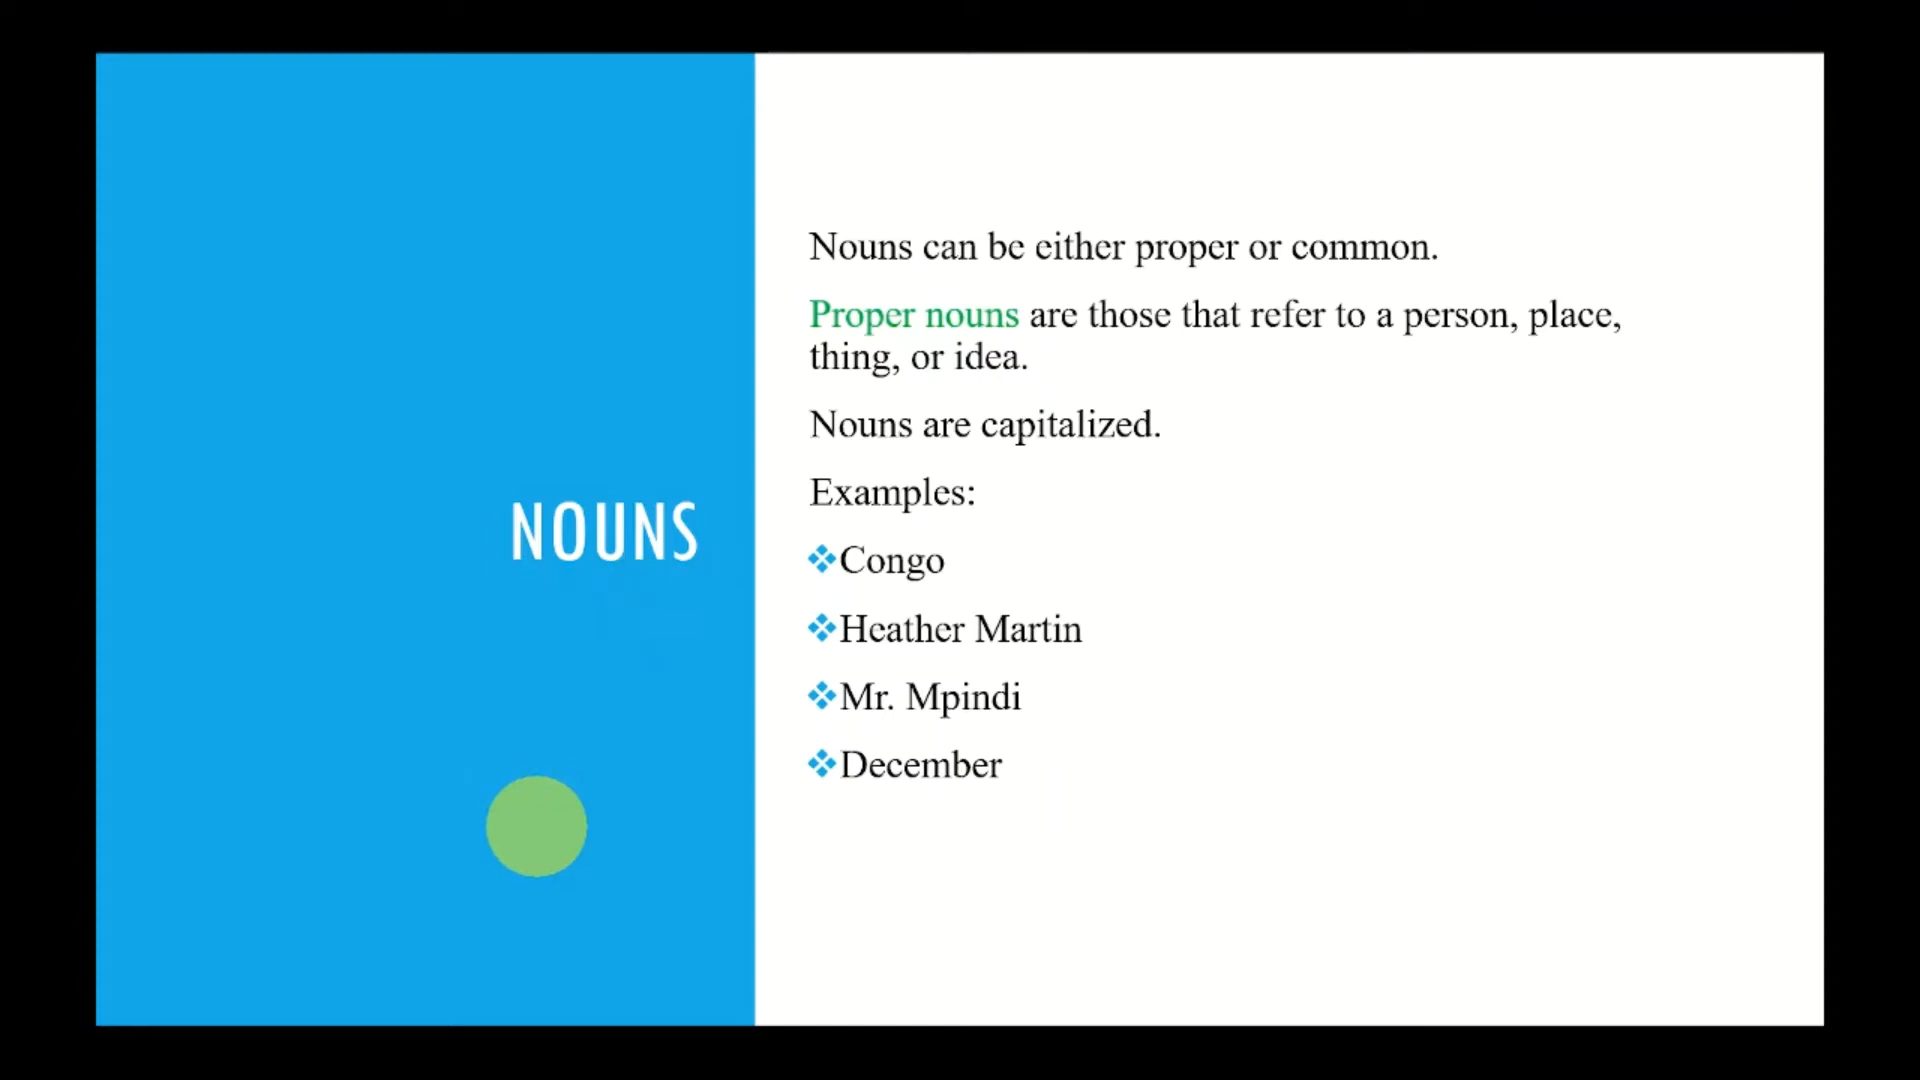 NOUNS
Nouns can be either proper or common.
Proper nouns are those that refer to a person, place,
thing, or idea.
Nouns are capitalized.
Examples:
❖Congo
❖Heather Martin
❖Mr. Mpindi
❖December